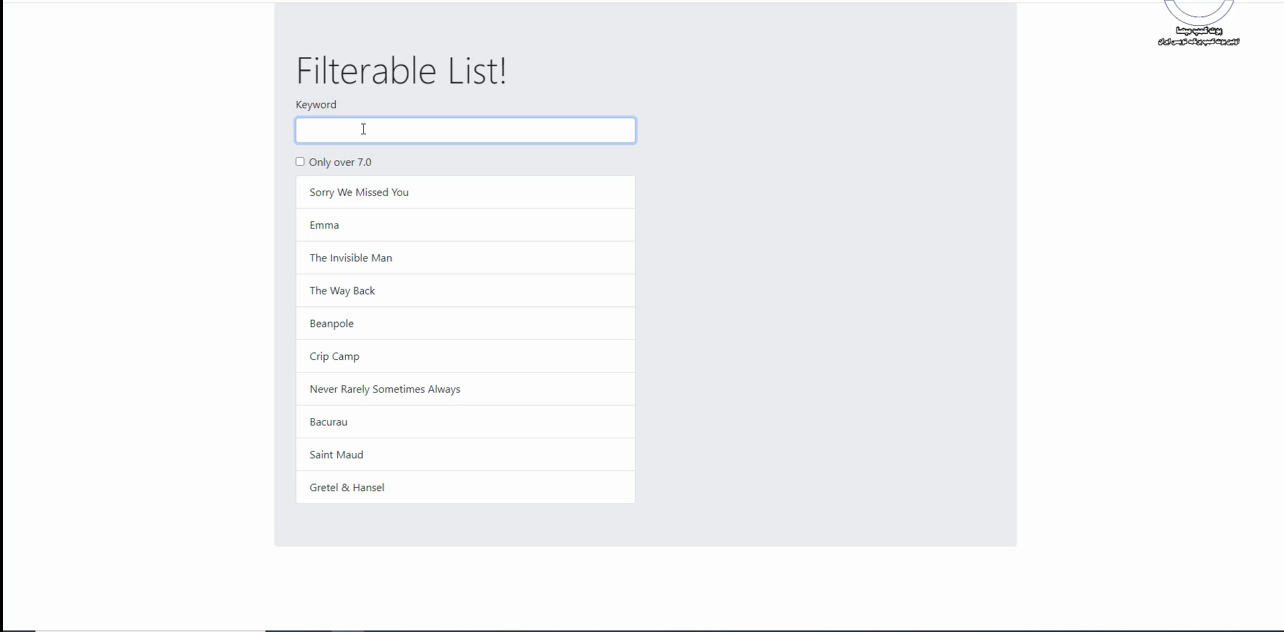 Filterable List!
Keyword
Only over 7.0
Sorry We Missed You
Emma
The Invisible Man
The Way Back
Beanpole
Crip Camp
Never Rarely Sometimes Always
Bacurau
Saint Maud
Gretel & Hansel